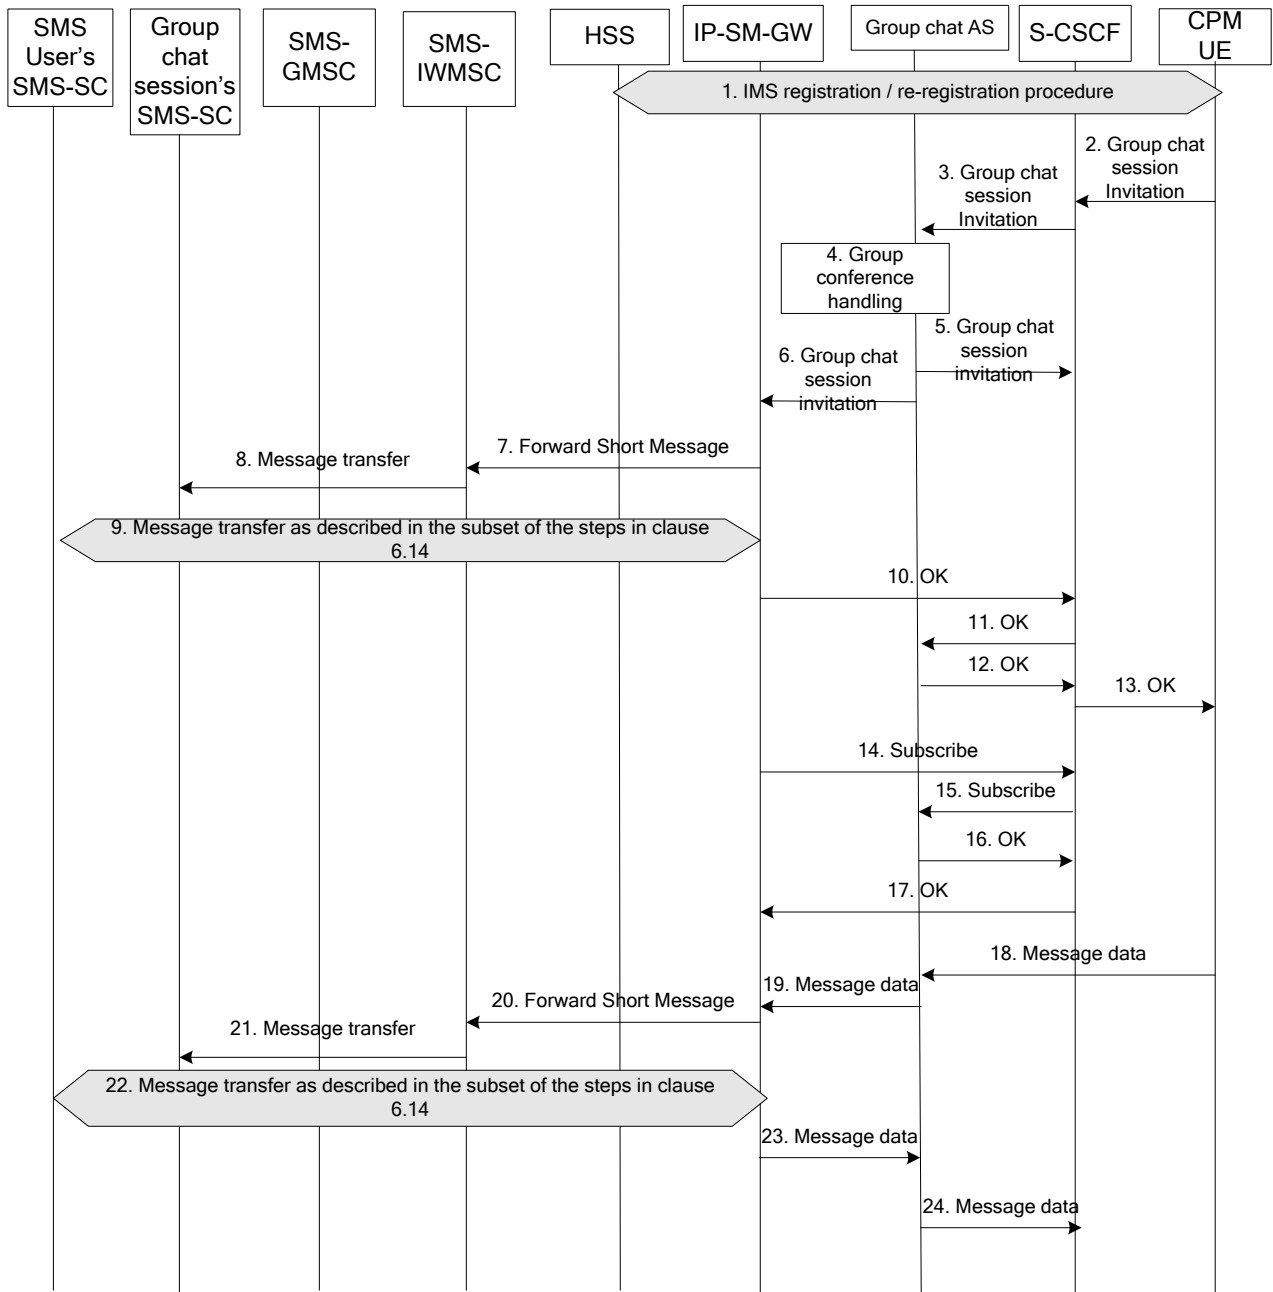 SMS
User's
SMS-SC
Group
chat
session's
SMS-SC
SMS-
GMSC
SMS-
IWMSC
HSS
IP-SM-GW
Group chat AS
S-CSCF
CPM
UE
1. IMS registration / re-registration procedure
2. Group chat
session
Invitation
3. Group chat
session
Invitation
4. Group
conference
handling
5. Group chat
session
invitation
6. Group chat
session
invitation
7. Forward Short Message
8. Message transfer
9. Message transfer as described in the subset of the steps in clause
6.14
10. OK
11. OK
12. OK
13. OK
14. Subscribe
15. Subscribe
16. OK
17. OK
18. Message data
19. Message data
20. Forward Short Message
21. Message transfer
22. Message transfer as described in the subset of the steps in clause
6.14
23. Message data
24. Message data